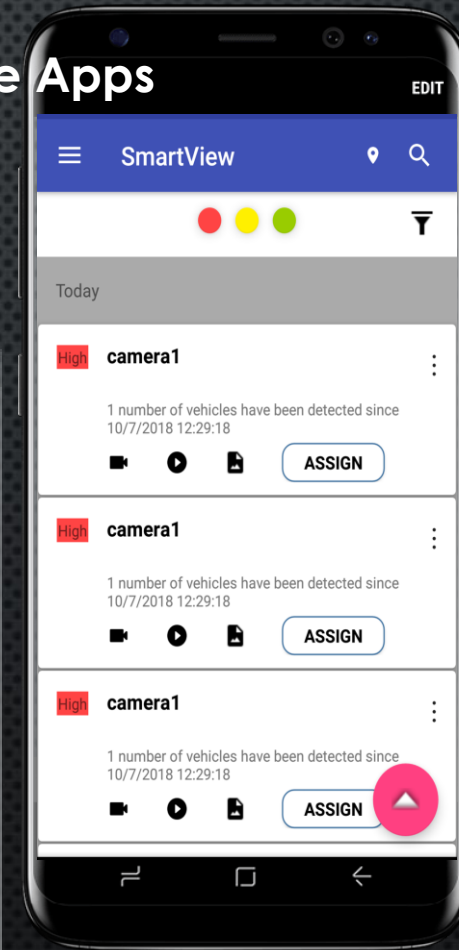 e Apps
EDIT
SmartView
Today
High camera1
1 number of vehicles have been detected since
10/7/2018 12:29:18
ASSIGN
High camera1
1 number of vehicles have been detected since
10/7/2018 12:29:18
ASSIGN
High camera1
1 number of vehicles have been detected since
10/7/2018 12:29:18
ASSIGN